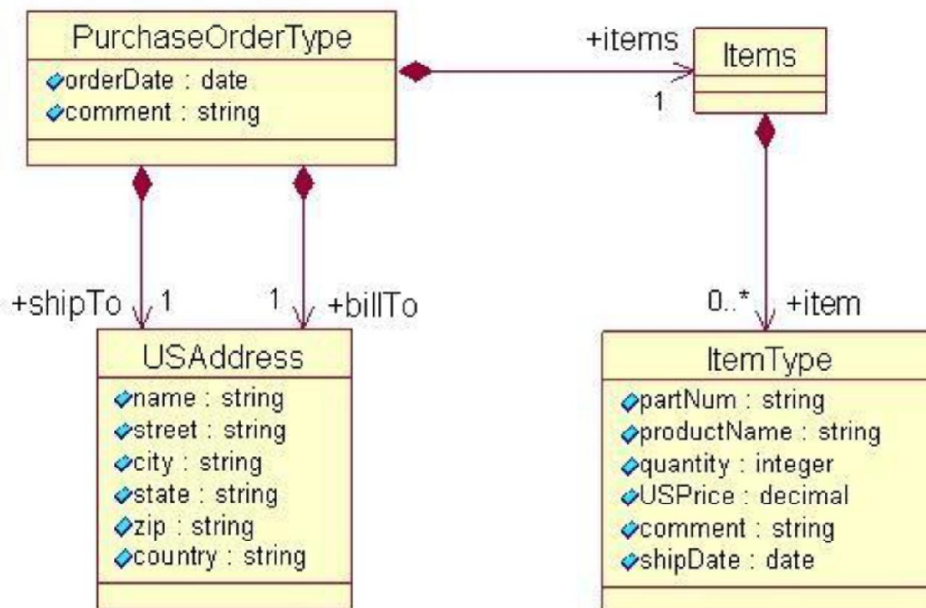 PurchaseOrderType
orderDate : date
comment : string
+items
1
Items
+shipTo
1
1
+billTo
0..*
+item
USAddress
name : string
street : string
city : string
state : string
zip : string
country : string
ItemType
partNum : string
productName : string
quantity : integer
USPrice : decimal
comment : string
shipDate : date